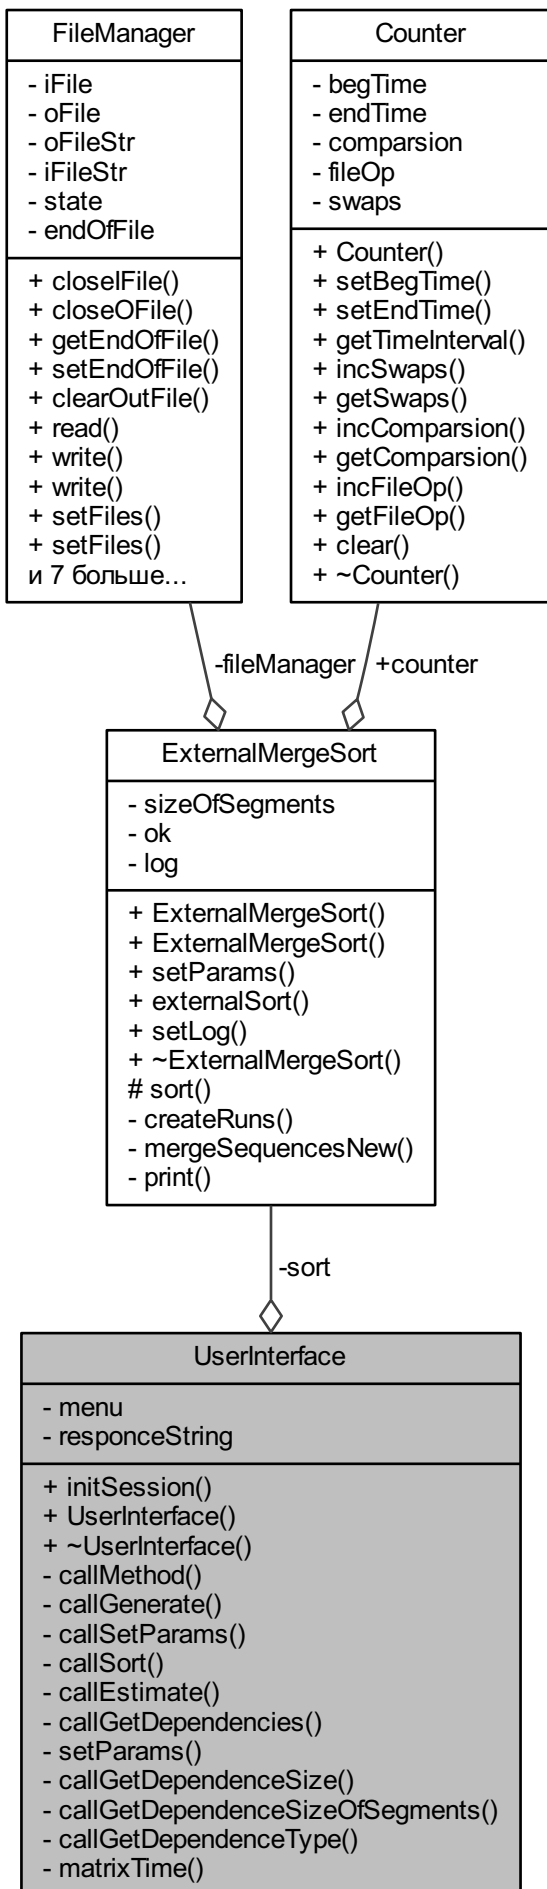 FileManager
- iFile
- oFile
- oFileStr
- iFileStr
- state
- endOfFile
+ closeIFile()
+ closeOFile()
+ getEndOfFile()
+ setEndOfFile()
+ clearOutFile()
+ read()
+ write()
+ write()
+ setFiles()
+ setFiles()
и 7 больше...
Counter
- begTime
- endTime
- comparsion
- fileOp
- swaps
+ Counter()
+ setBegTime()
+ setEndTime()
+ getTimeInterval()
+ incSwaps()
+ getSwaps()
+ incComparsion()
+ getComparsion()
+ incFileOp()
+ getFileOp()
+ clear()
+ ~Counter()
-fileManager
+counter
ExternalMergeSort
- sizeOfSegments
- ok
- log
+ ExternalMergeSort()
+ ExternalMergeSort()
+ setParams()
+ externalSort()
+ setLog()
+ ~ExternalMergeSort()
# sort()
- createRuns()
- mergeSequencesNew()
- print()
-sort
UserInterface
- menu
- responceString
+ initSession()
+ UserInterface()
+ ~UserInterface()
- callMethod()
- callGenerate()
- callSetParams()
- callSort()
- callEstimate()
- callGetDependencies()
- setParams()
- callGetDependenceSize()
- callGetDependenceSizeOfSegments()
- callGetDependenceType()
- matrixTime()